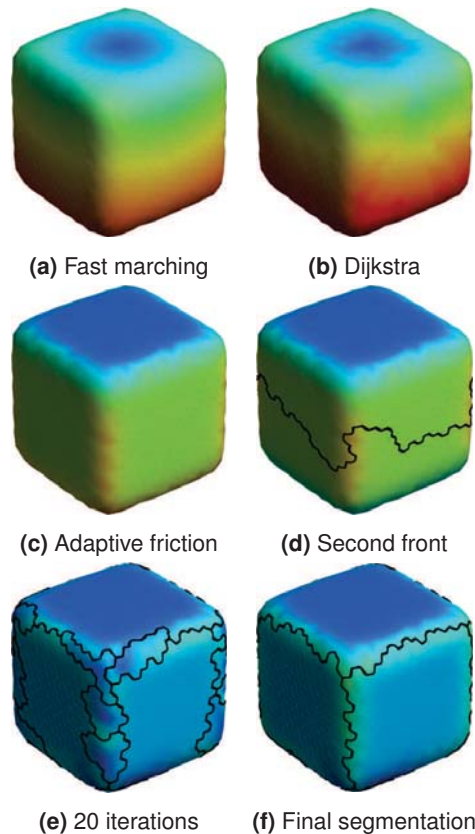 (a) Fast marching
(b) Dijkstra
(c) Adaptive friction
(d) Second front
(e) 20 iterations
(f) Final segmentation